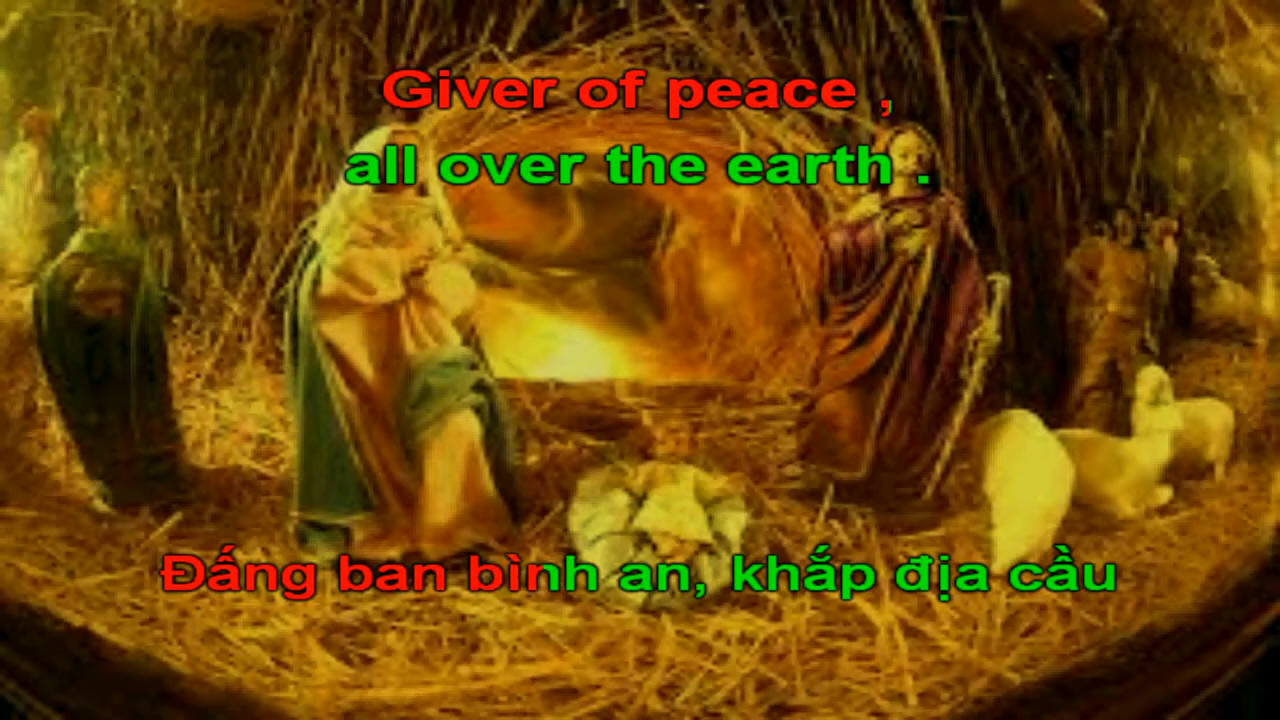 Giver of peace ,
all over the earth .
Đấng ban bình an, khắp địa cầu